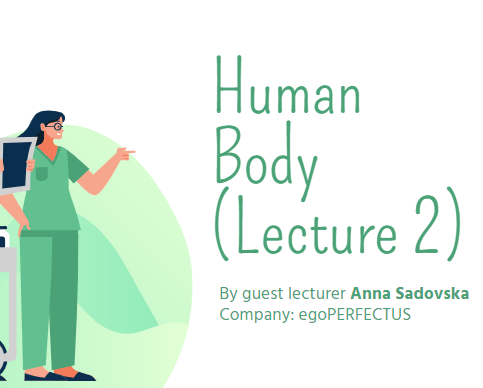 Human
Body
(Lecture 2)
By guest lecturer Anna Sadovska
Company: egoPERFECTUS